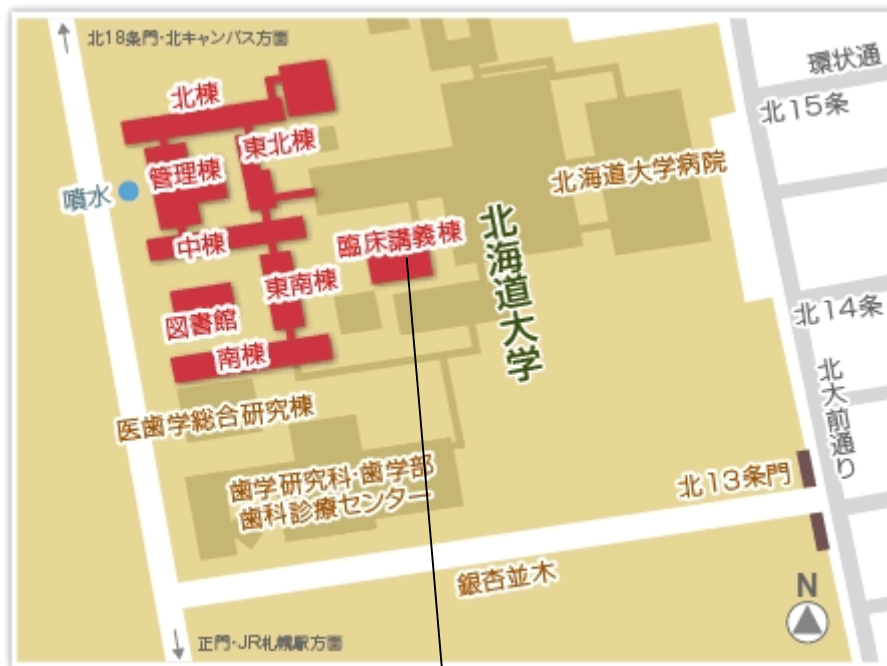 北18条門・北キャンパス方面
環状通
北15条
北棟
東北棟
管理棟
北海道大学病院
噴水
中棟
臨床講義棟
北海道大学
東南棟
図書館
北14条
南棟
北大前通り
医歯学総合研究棟
歯学研究科・歯学部
歯科診療センター
北13条門
銀杏並木
N
正門・JR札幌駅方面